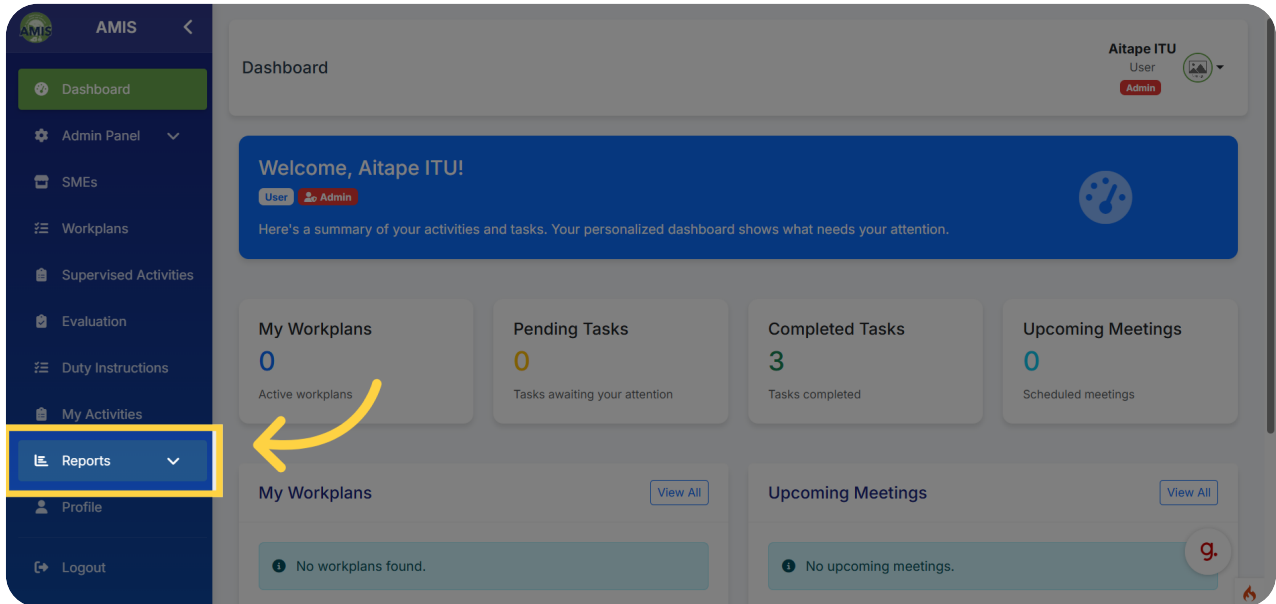 AMIS
AMIS
Dashboard
Admin Panel
SMEs
Workplans
Supervised Activities
Evaluation
Duty Instructions
My Activities
Reports
Profile
Logout
Dashboard
Aitape ITU
User
Admin
Welcome, Aitape ITU!
User Admin
Here's a summary of your activities and tasks. Your personalized dashboard shows what needs your attention.
My Workplans
0
Active workplans
Pending Tasks
0
Tasks awaiting your attention
Completed Tasks
3
Tasks completed
Upcoming Meetings
0
Scheduled meetings
My Workplans
View All
No workplans found.
Upcoming Meetings
View All
No upcoming meetings.
g.